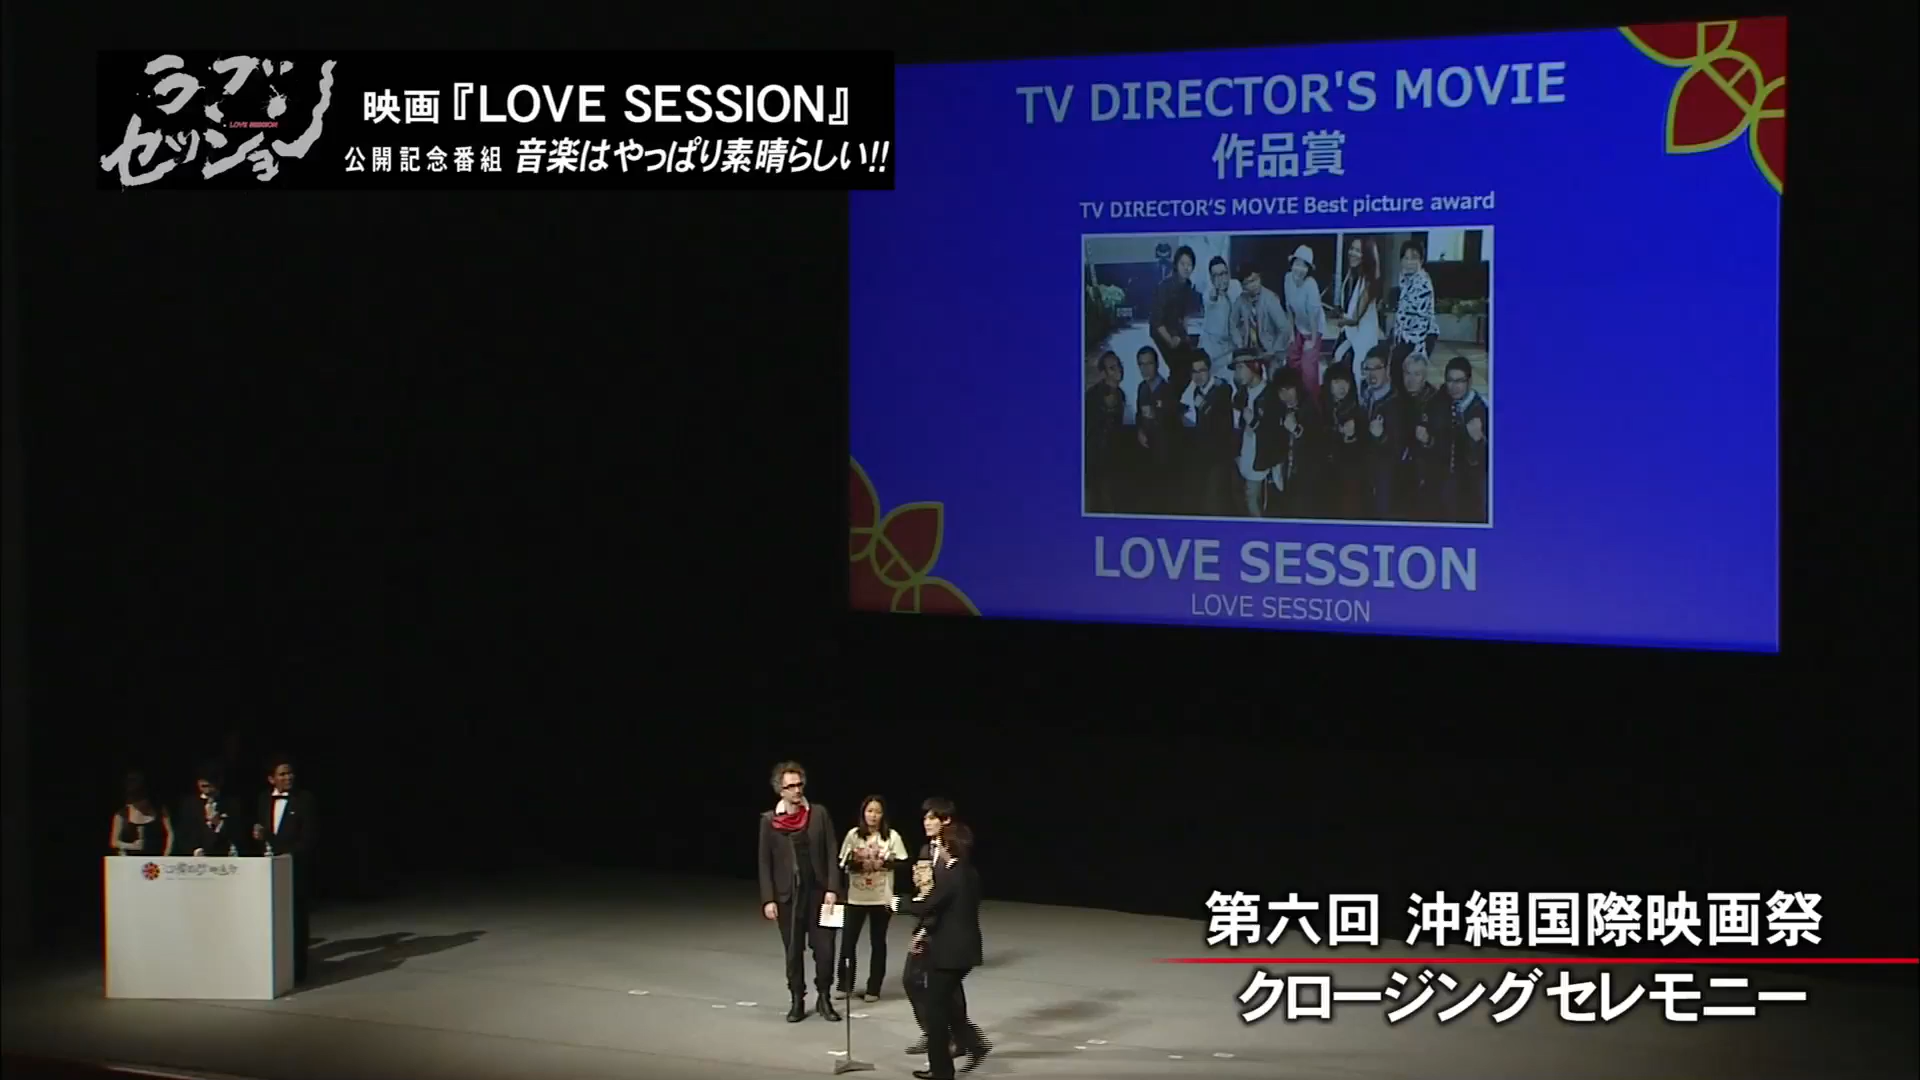 ラブ
セッション
LOVE SESSION
映画『LOVE SESSION』
公開記念番組 音楽はやっぱり素晴らしい!!
TV DIRECTOR'S MOVIE
作品賞
TV DIRECTOR'S MOVIE Best picture award
LOVE SESSION
LOVE SESSION
第六回 沖縄国際映画祭
クロージングセレモニー